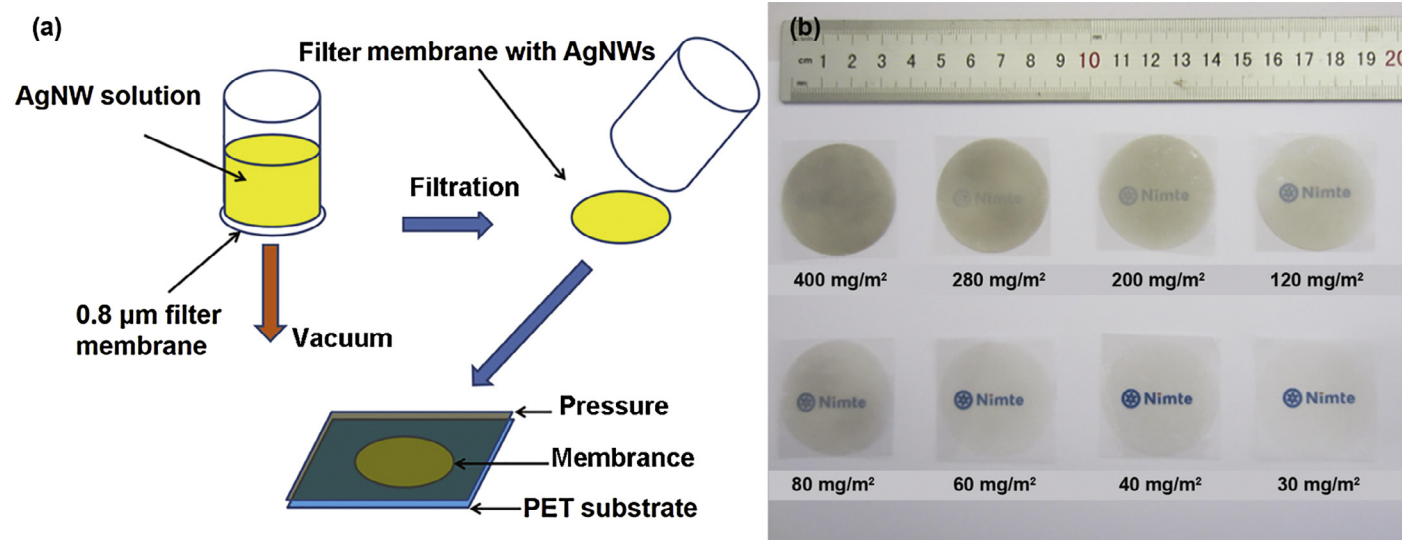 (a)
AgNW solution
0.8 µm filter
membrane
Vacuum
Filtration
Filter membrane with AgNWs
Pressure
Membrance
PET substrate
(b)
cm 1 2 3 4 5 6 7 8 9 10 11 12 13 14 15 16 17 18 19 20
Nimte
Nimte
Nimte
400 mg/m²
280 mg/m²
200 mg/m²
120 mg/m²
Nimte
Nimte
Nimte
Nimte
80 mg/m²
60 mg/m²
40 mg/m²
30 mg/m²